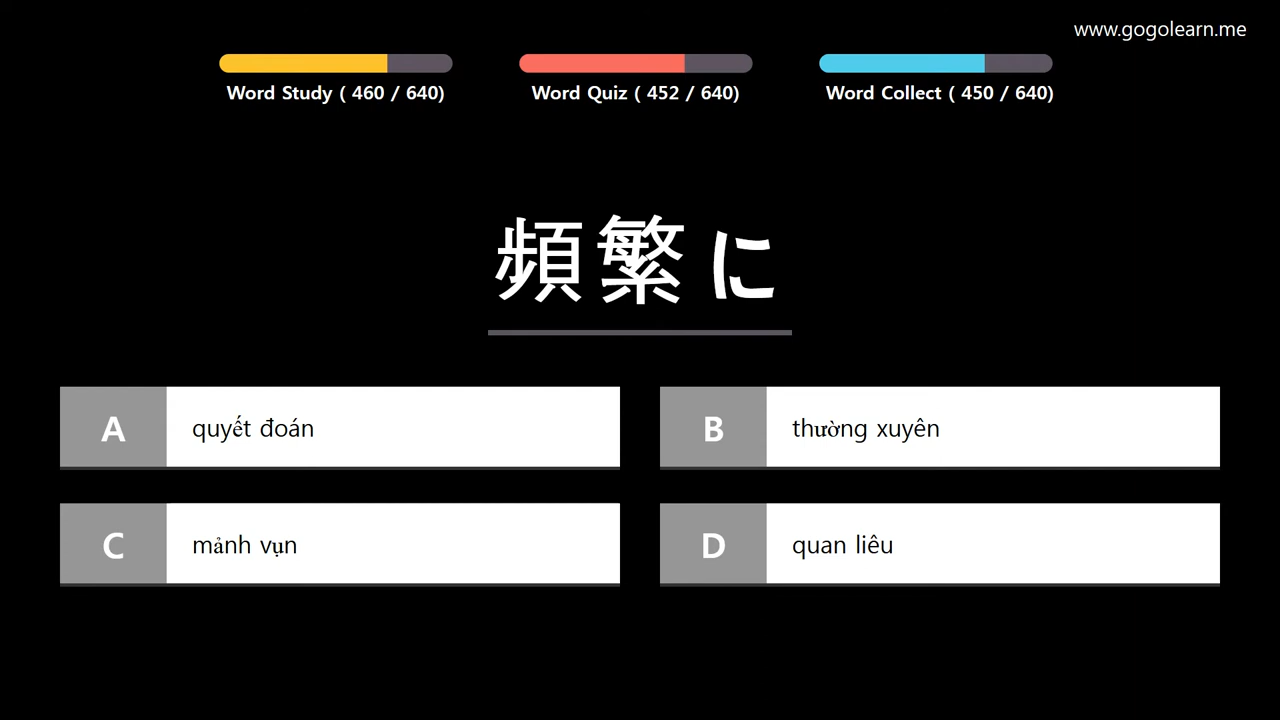 www.gogolearn.me
Word Study ( 460 / 640)
Word Quiz ( 452 / 640)
Word Collect ( 450 / 640)
頻繁に
A quyết đoán
B thường xuyên
C mảnh vụn
D quan liêu